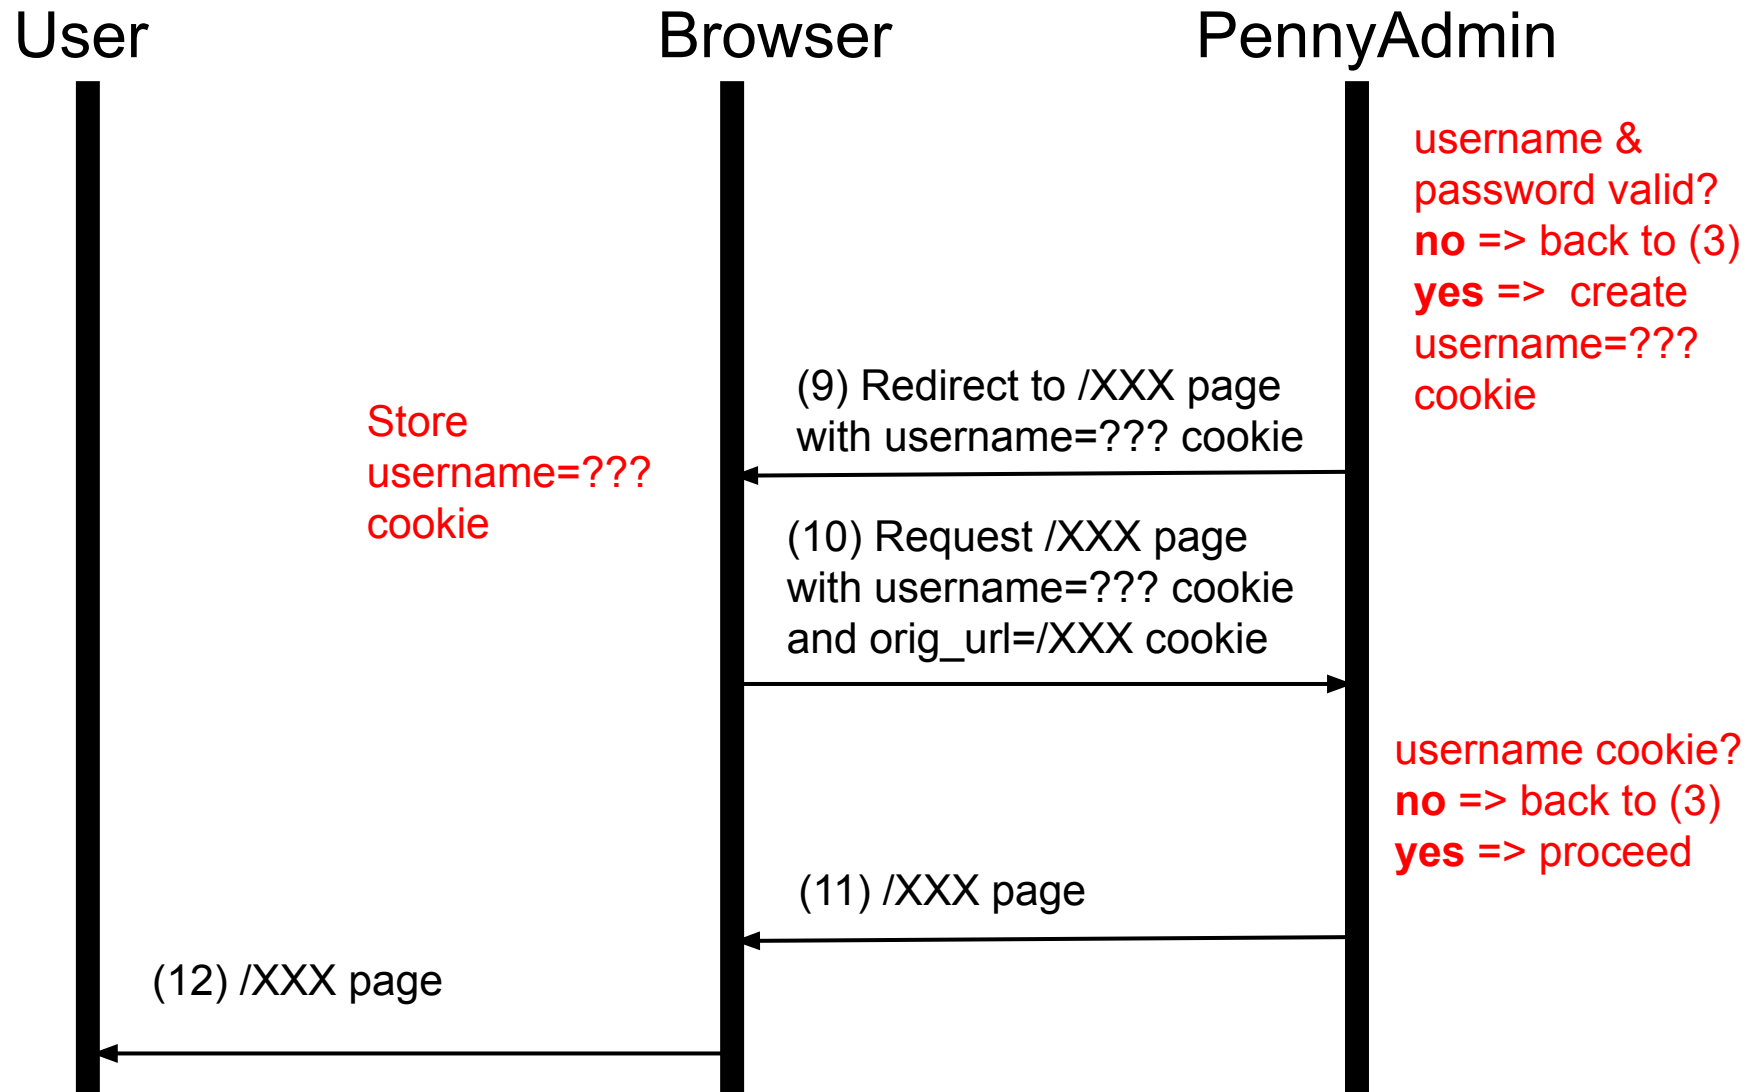 User
Browser
PennyAdmin
username &
password valid?
no => back to (3)
yes =>  create
username=???
cookie
(9) Redirect to /XXX page
with username=??? cookie
Store
username=???
cookie
(10) Request /XXX page
with username=??? cookie
and orig_url=/XXX cookie
username cookie?
no => back to (3)
yes => proceed
(11) /XXX page
(12) /XXX page